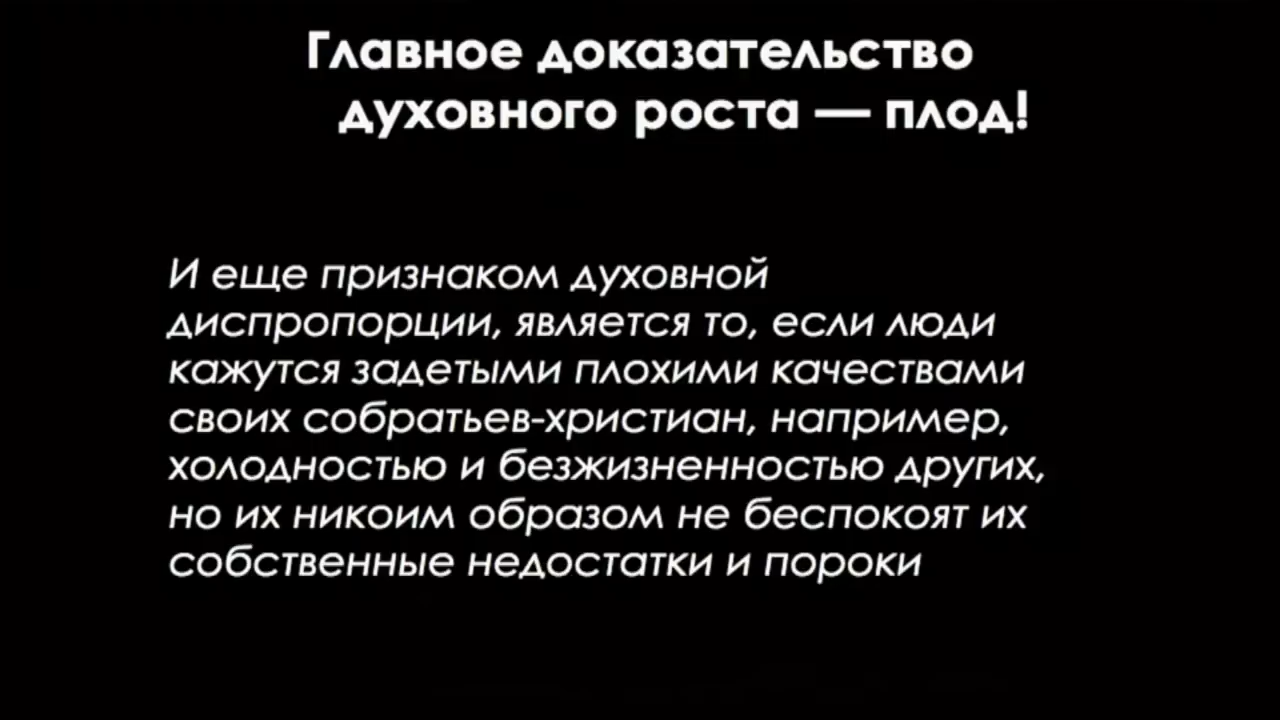 Главное доказательство
духовного роста — плод!
И еще признаком духовной
диспропорции, является то, если люди
кажутся задетыми плохими качествами
своих собратьев-христиан, например,
холодностью и безжизненностью других,
но их никоим образом не беспокоят их
собственные недостатки и пороки